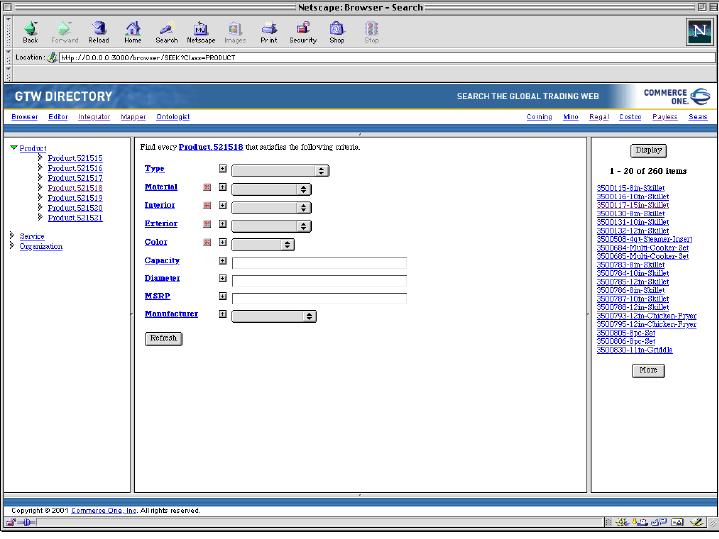 Netscape: Browser - Search
Back Forward Reload Home Search Netscape Images Print Security Shop Stop
Location: http://0.0.0.0:3000/browser/SEEK?Class=PRODUCT
GTW DIRECTORY
SEARCH THE GLOBAL TRADING WEB
COMMERCE ONE.
Browser Editor Integrator Mapper Ontologist
Corning Miro Regal Costco Payless Sears
Product
Product.521515
Product.521516
Product.521517
Product.521518
Product.521519
Product.521520
Product.521521
Service
Organization
Find every Product.521518 that satisfies the following criteria.
Type
Material
Interior
Exterior
Color
Capacity
Diameter
MSRP
Manufacturer
Refresh
Display
1 - 20 of 260 items
3500115-8in-Skillet
3500116-10in-Skillet
3500117-15in-Skillet
3500130-8in-Skillet
3500131-10in-Skillet
3500132-12in-Skillet
3500508-4qt-Steamer-Insert
3500684-Multi-Cooker-Set
3500685-Multi-Cooker-Set
3500783-8in-Skillet
3500784-10in-Skillet
3500785-12in-Skillet
3500786-8in-Skillet
3500787-10in-Skillet
3500788-12in-Skillet
3500793-12in-Chicken-Fryer
3500795-12in-Chicken-Fryer
3500805-8pc-Set
3500806-8pc-Set
3500830-11in-Griddle
More
Copyright © 2001 Commerce One, Inc. All rights reserved.